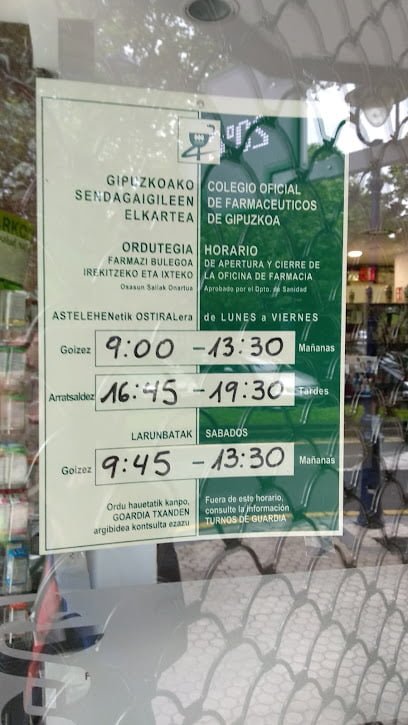 GIPUZKOAKO
SENDAGAIGILEEN
ELKARTEA
COLEGIO OFICIAL
DE FARMACEUTICOS
DE GIPUZKOA
ORDUTEGIA
FARMAZI BULEGOA
IREKITZEKO ETA IXTEKO
Osasun Sailak Onartua
HORARIO
DE APERTURA Y CIERRE DE
LA OFICINA DE FARMACIA
Aprobado por el Dpto. de Sanidad
ASTELEHENetik OSTIRALera de LUNES a VIERNES
Goizez 9:00 - 13:30 Mañanas
Arratsaldez 16:45 - 19:30 Tardes
LARUNBATAK SABADOS
Goizez 9:45 - 13:30 Mañanas
Ordu hauetatik kanpo,
GOARDIA TXANDEN
argibidea kontsulta ezazu
Fuera de este horario,
consulte la información
TURNOS DE GUARDIA